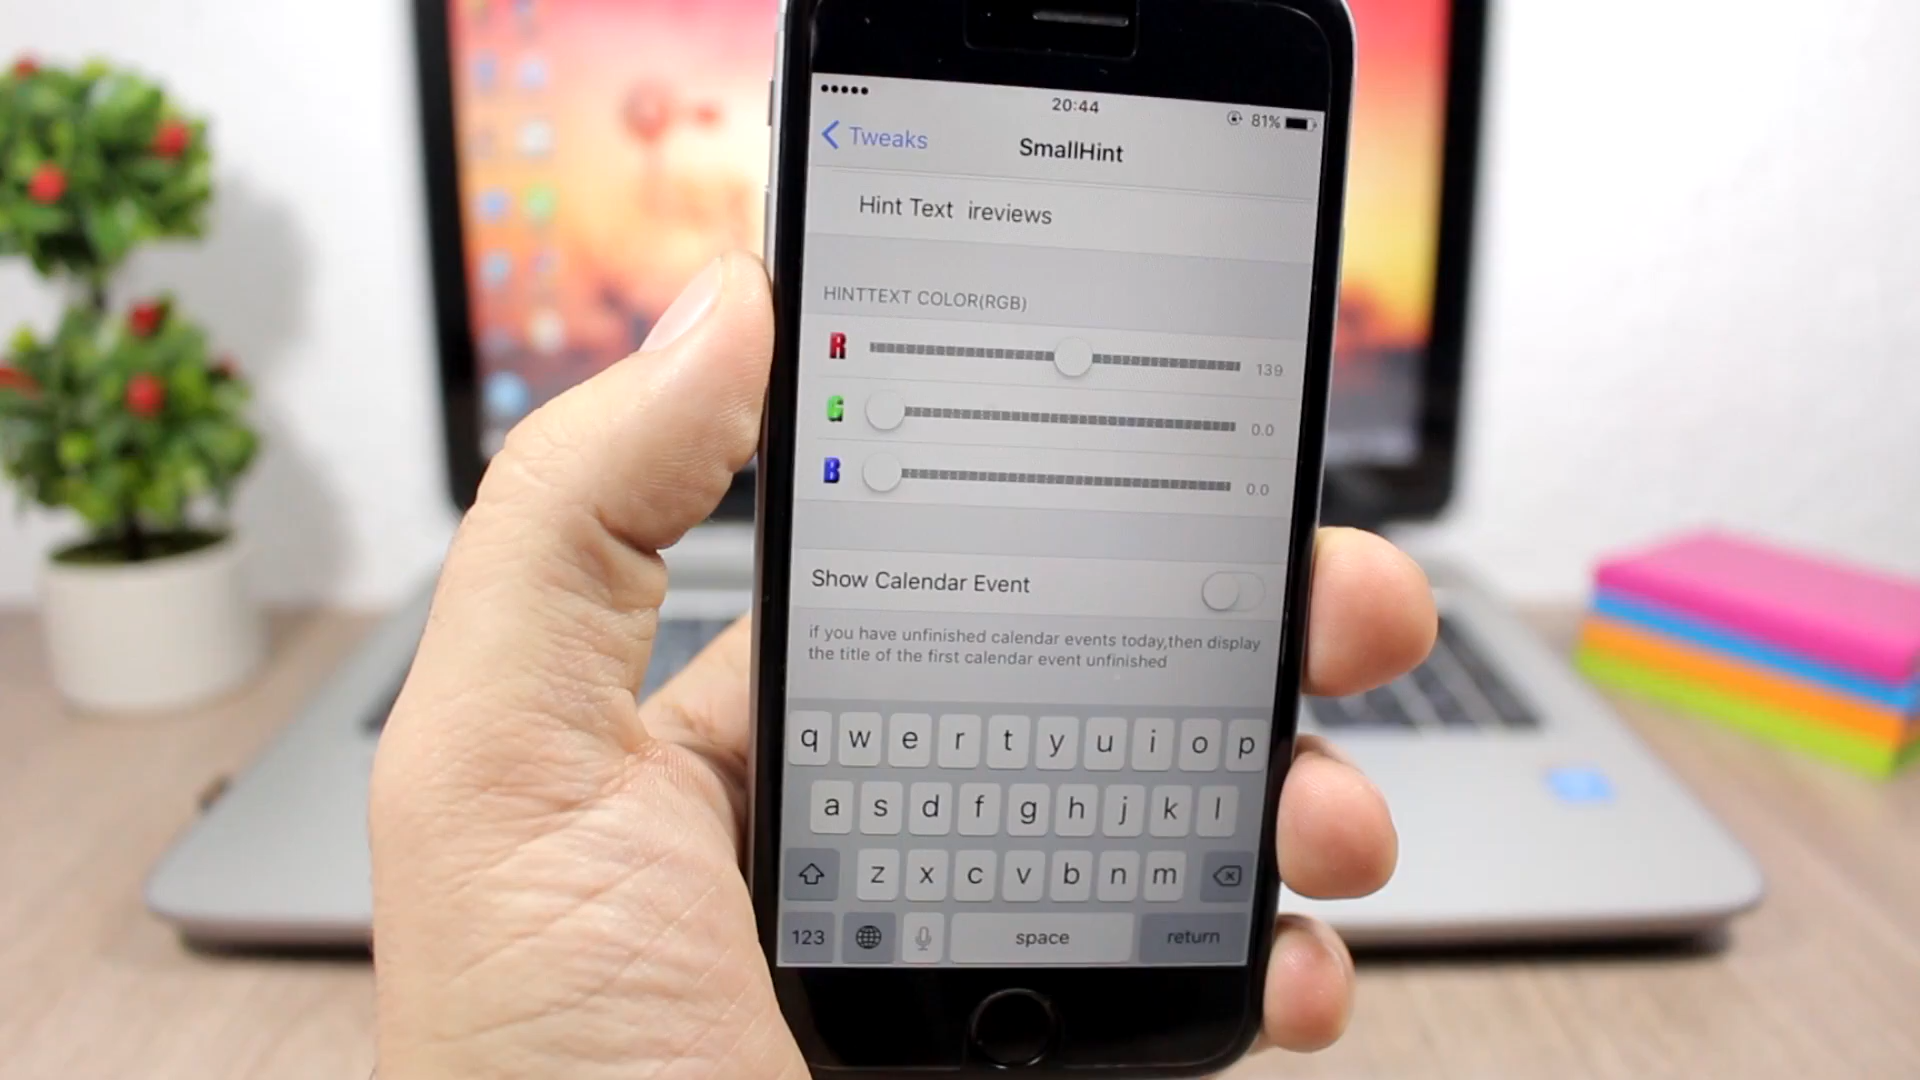 20:44
81%
Tweaks
SmallHint
Hint Text ireviews
HINTTEXT COLOR(RGB)
R 139
G 0.0
B 0.0
Show Calendar Event
if you have unfinished calendar events today,then display
the title of the first calendar event unfinished
q w e r t y u i o p
a s d f g h j k l
z x c v b n m
123 space return